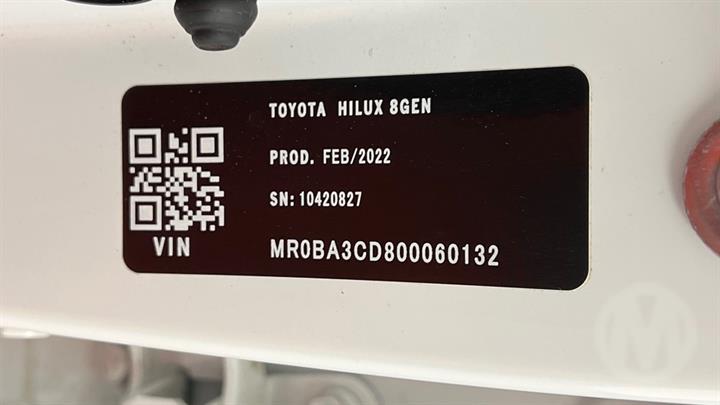 TOYOTA HILUX 8GEN
PROD. FEB/2022
SN: 10420827
VIN
MR0BA3CD800060132
M